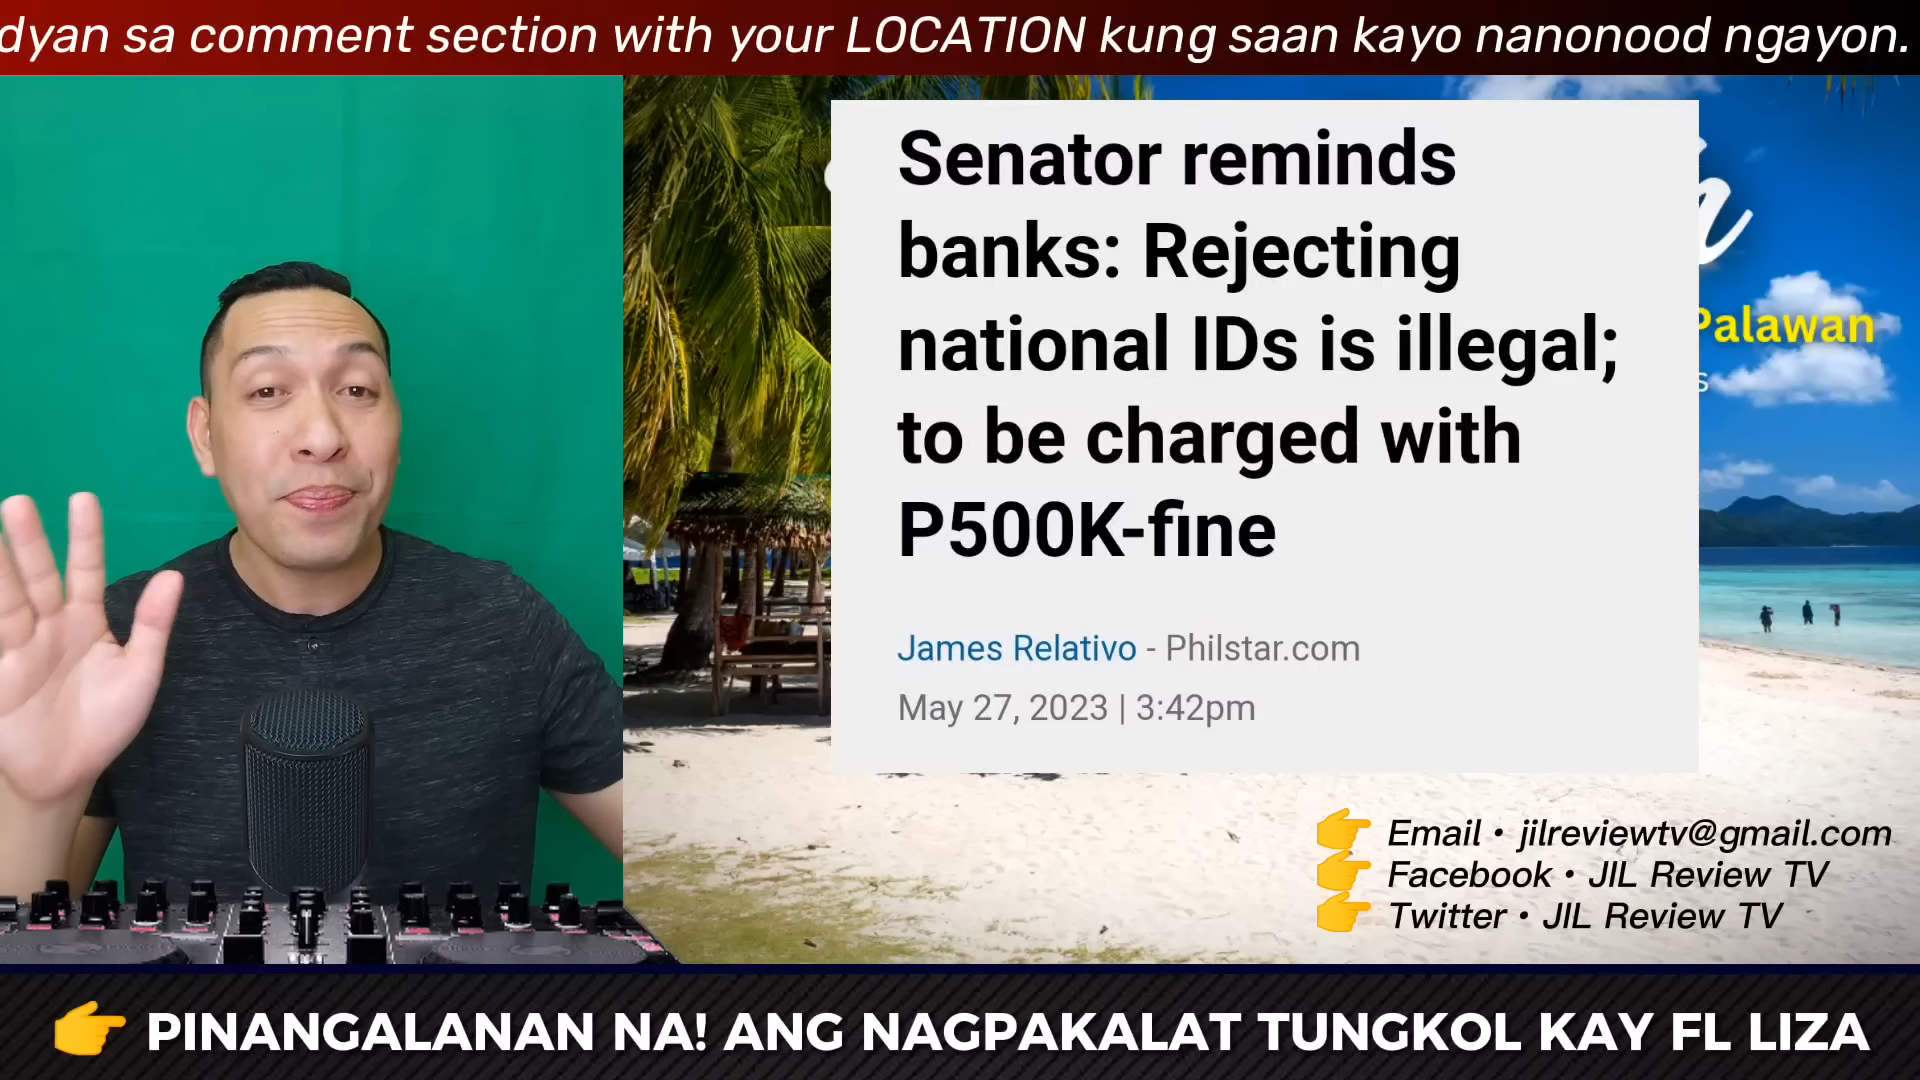 dyan sa comment section with your LOCATION kung saan kayo nanonood ngayon.
Senator reminds
banks: Rejecting
national IDs is illegal;
to be charged with
P500K-fine
James Relativo - Philstar.com
May 27, 2023 | 3:42pm
Palawan
Email • jilreviewtv@gmail.com
Facebook • JIL Review TV
Twitter • JIL Review TV
PINANGALANAN NA! ANG NAGPAKALAT TUNGKOL KAY FL LIZA